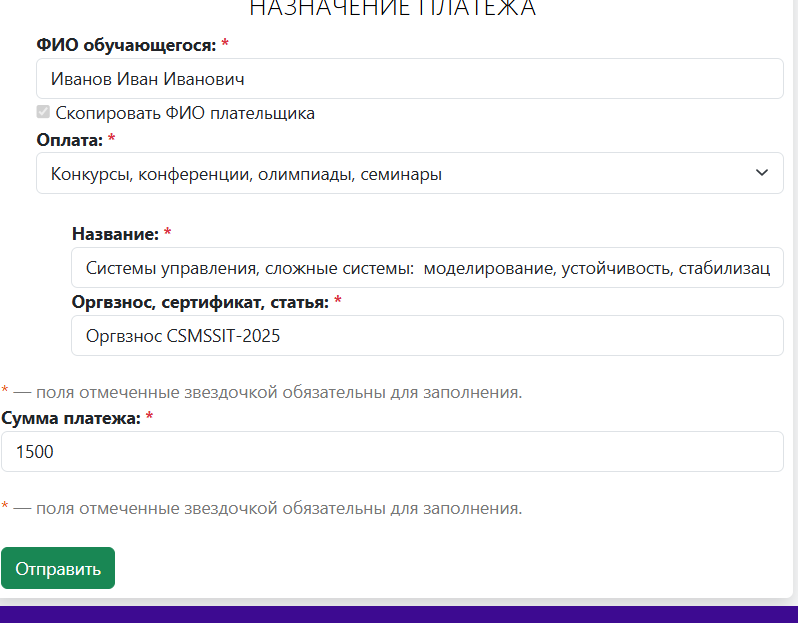 НАЗНАЧЕНИЕ ПЛАТЕЖА
ФИО обучающегося: *
Иванов Иван Иванович
Скопировать ФИО плательщика
Оплата: *
Конкурсы, конференции, олимпиады, семинары
Название: *
Системы управления, сложные системы:  моделирование, устойчивость, стабилизац
Оргвзнос, сертификат, статья: *
Оргвзнос CSMSSIT-2025
* — поля отмеченные звездочкой обязательны для заполнения.
Сумма платежа: *
1500
* — поля отмеченные звездочкой обязательны для заполнения.
Отправить